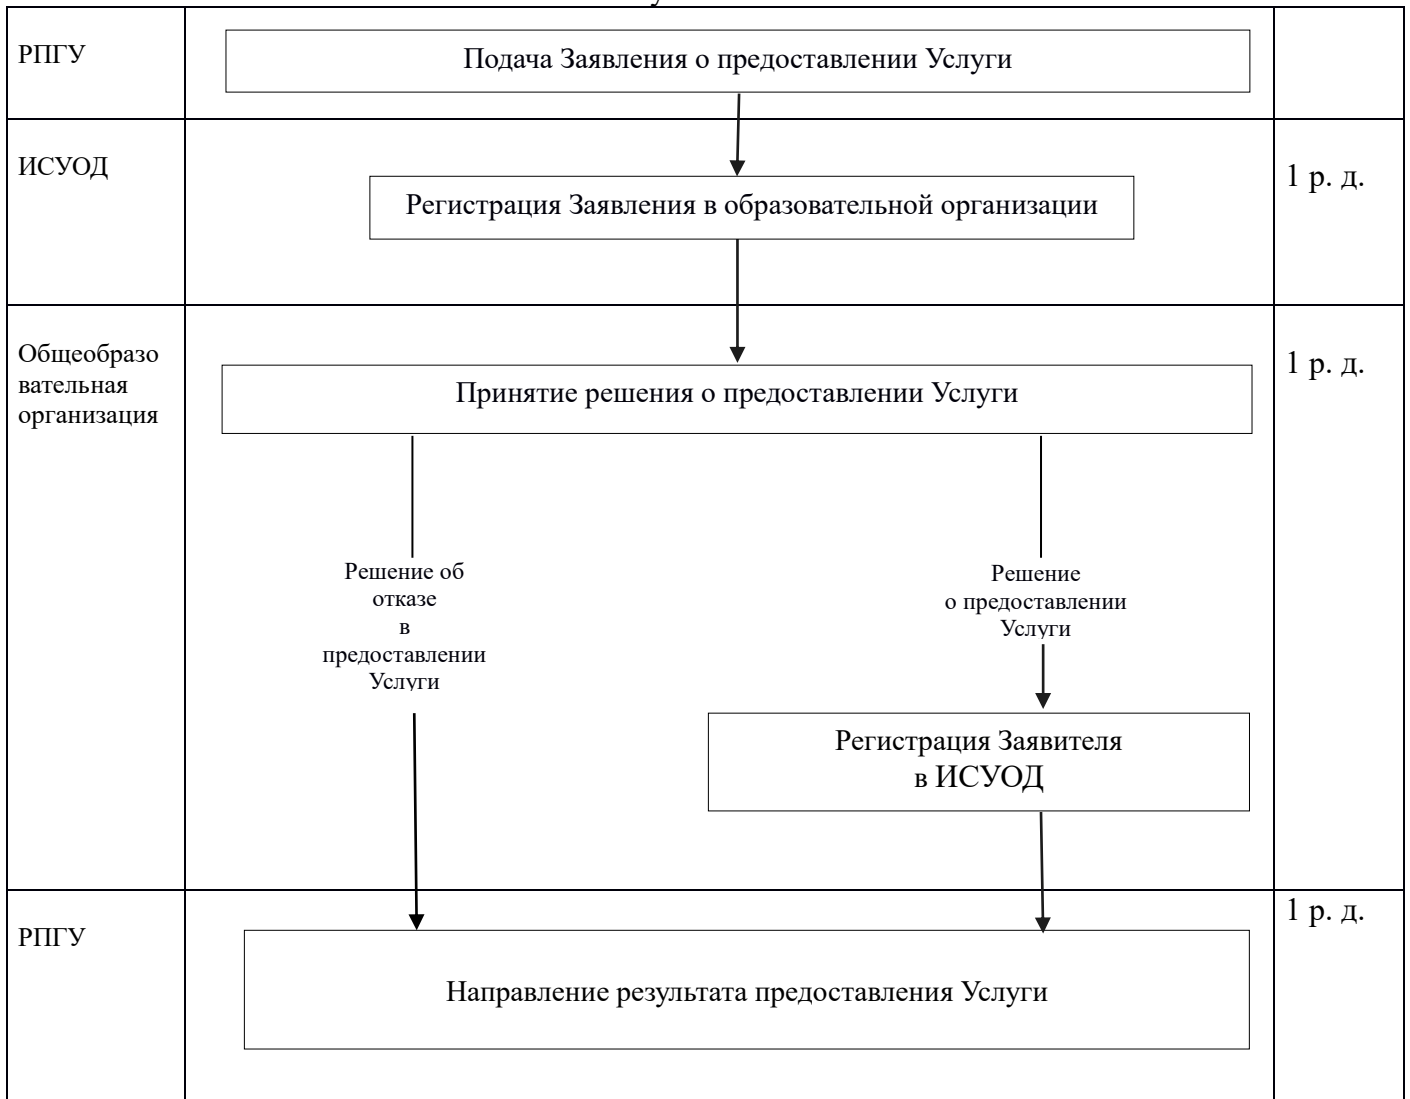 РПГУ
Подача Заявления о предоставлении Услуги
ИСУОД
1 р. д.
Регистрация Заявления в образовательной организации
Общеобразо
вательная
организация
1 р. д.
Принятие решения о предоставлении Услуги
Решение об
отказе
в
предоставлении
Услуги
Решение
о предоставлении
Услуги
Регистрация Заявителя
в ИСУОД
РПГУ
1 р. д.
Направление результата предоставления Услуги